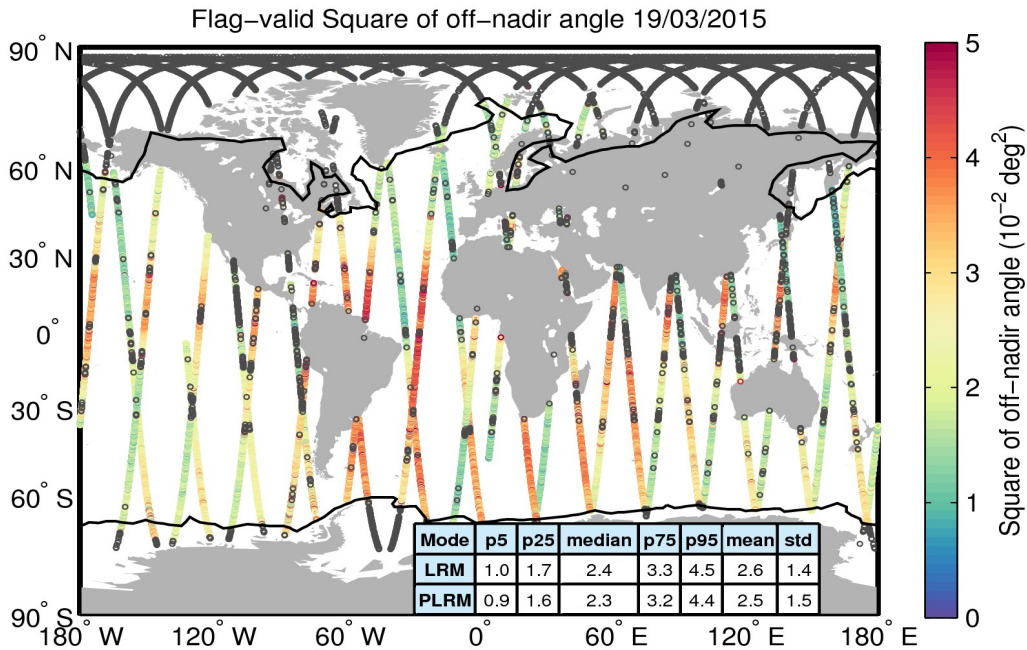 Flag−valid Square of off−nadir angle 19/03/2015
90° N
60° N
30° N
0°
30° S
60° S
90° S
180° W 120° W 60° W 0° 60° E 120° E 180° E
Mode p5 p25 median p75 p95 mean std
LRM 1.0 1.7 2.4 3.3 4.5 2.6 1.4
PLRM 0.9 1.6 2.3 3.2 4.4 2.5 1.5
5
4
3
2
1
0
Square of off−nadir angle (10⁻² deg²)